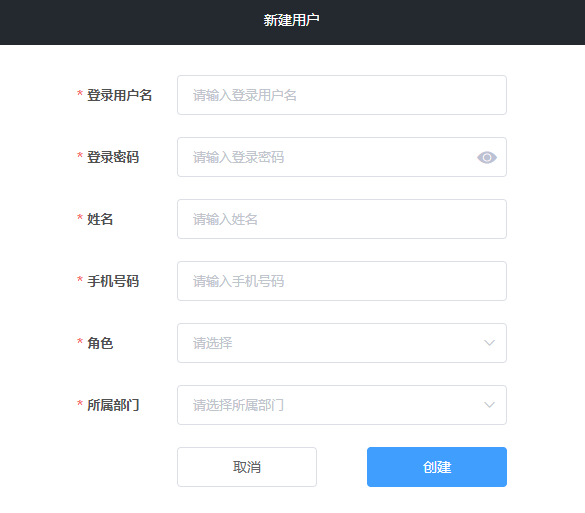 新建用户
* 登录用户名 请输入登录用户名
* 登录密码 请输入登录密码
* 姓名 请输入姓名
* 手机号码 请输入手机号码
* 角色 请选择
* 所属部门 请选择所属部门
取消 创建